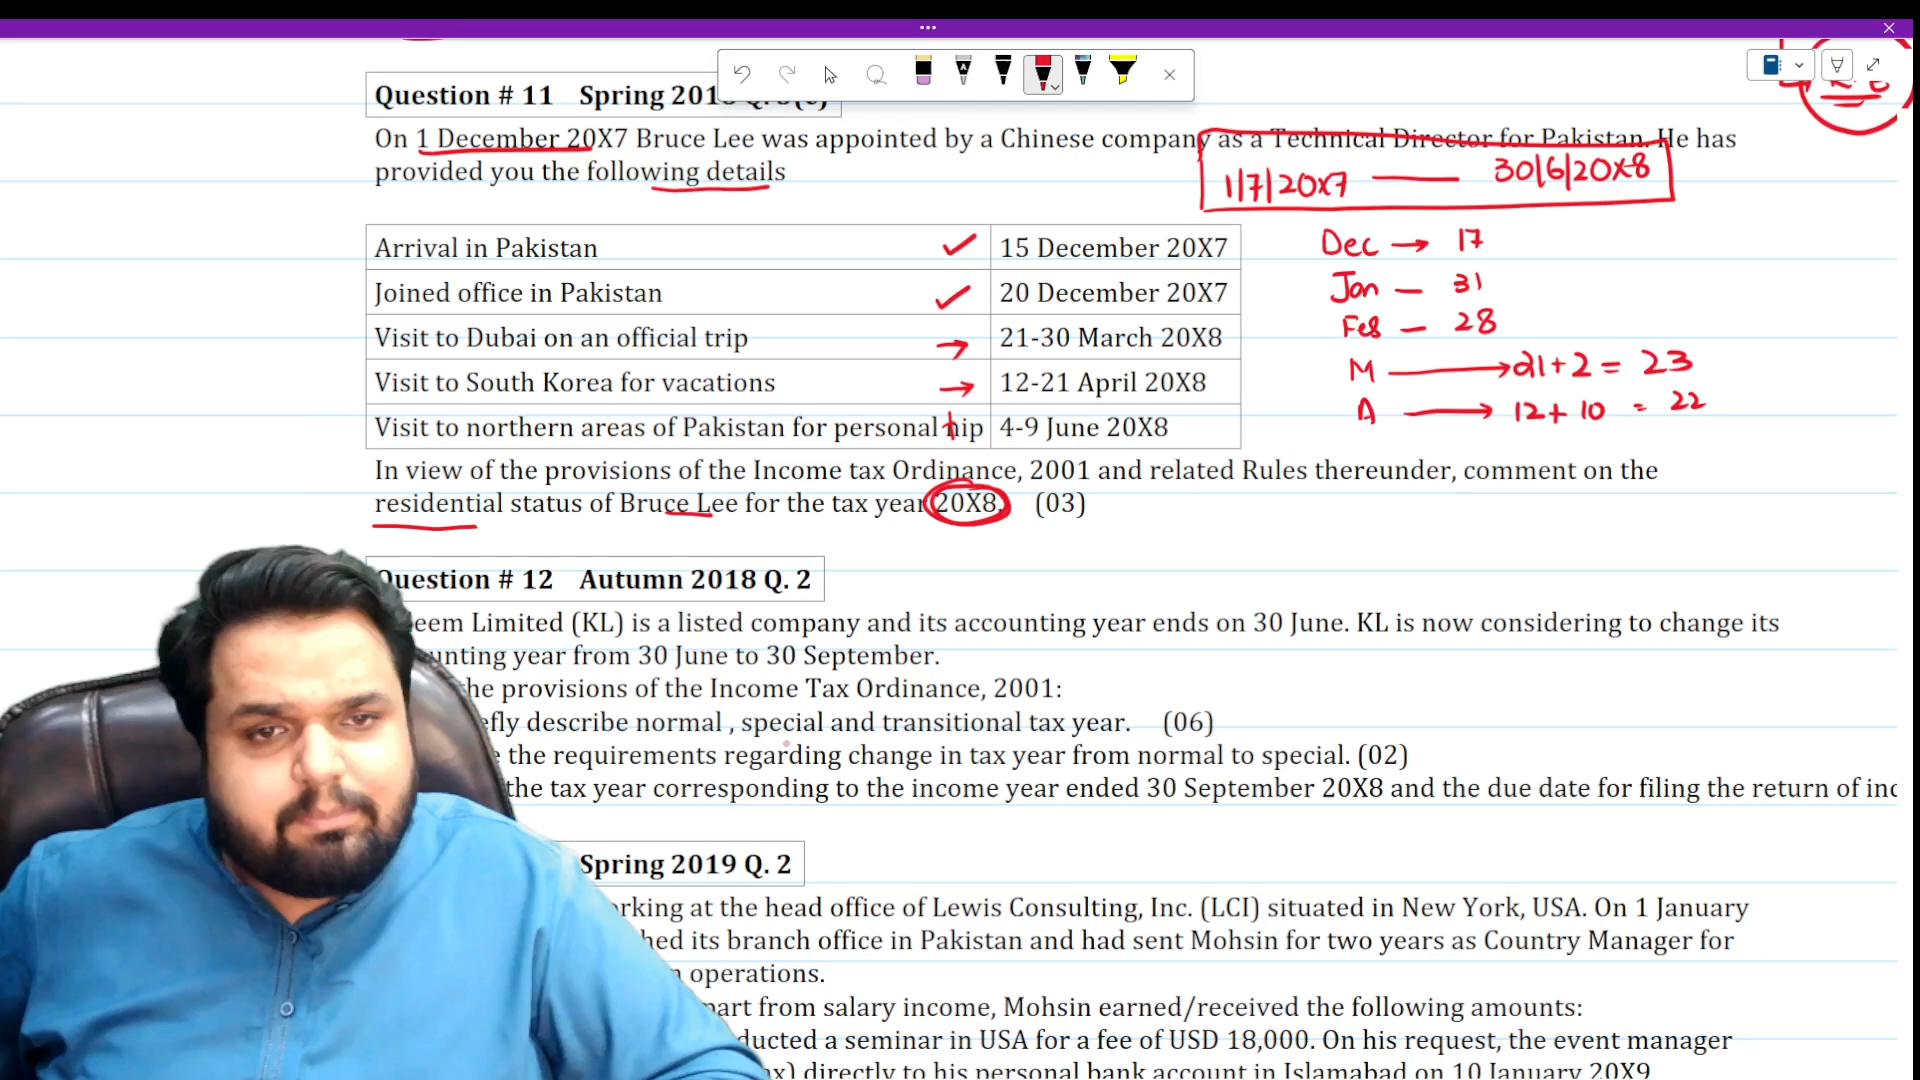 Question # 11 Spring 201
On 1 December 20X7 Bruce Lee was appointed by a Chinese company as a Technical Director for Pakistan. He has
provided you the following details
1/7/20X7 — 30/6/20X8
Arrival in Pakistan 15 December 20X7
Joined office in Pakistan 20 December 20X7
Visit to Dubai on an official trip 21-30 March 20X8
Visit to South Korea for vacations 12-21 April 20X8
Visit to northern areas of Pakistan for personal 4-9 June 20X8
Dec → 17
Jan — 31
Feb — 28
M → 21+2 = 23
A → 12+10 = 22
In view of the provisions of the Income tax Ordinance, 2001 and related Rules thereunder, comment on the
residential status of Bruce Lee for the tax year 20X8. (03)
Question # 12 Autumn 2018 Q. 2
eem Limited (KL) is a listed company and its accounting year ends on 30 June. KL is now considering to change its
unting year from 30 June to 30 September.
he provisions of the Income Tax Ordinance, 2001:
efly describe normal , special and transitional tax year. (06)
the requirements regarding change in tax year from normal to special. (02)
the tax year corresponding to the income year ended 30 September 20X8 and the due date for filing the return of inc
Spring 2019 Q. 2
rking at the head office of Lewis Consulting, Inc. (LCI) situated in New York, USA. On 1 January
hed its branch office in Pakistan and had sent Mohsin for two years as Country Manager for
operations.
part from salary income, Mohsin earned/received the following amounts:
ducted a seminar in USA for a fee of USD 18,000. On his request, the event manager
ax) directly to his personal bank account in Islamabad on 10 January 20X9